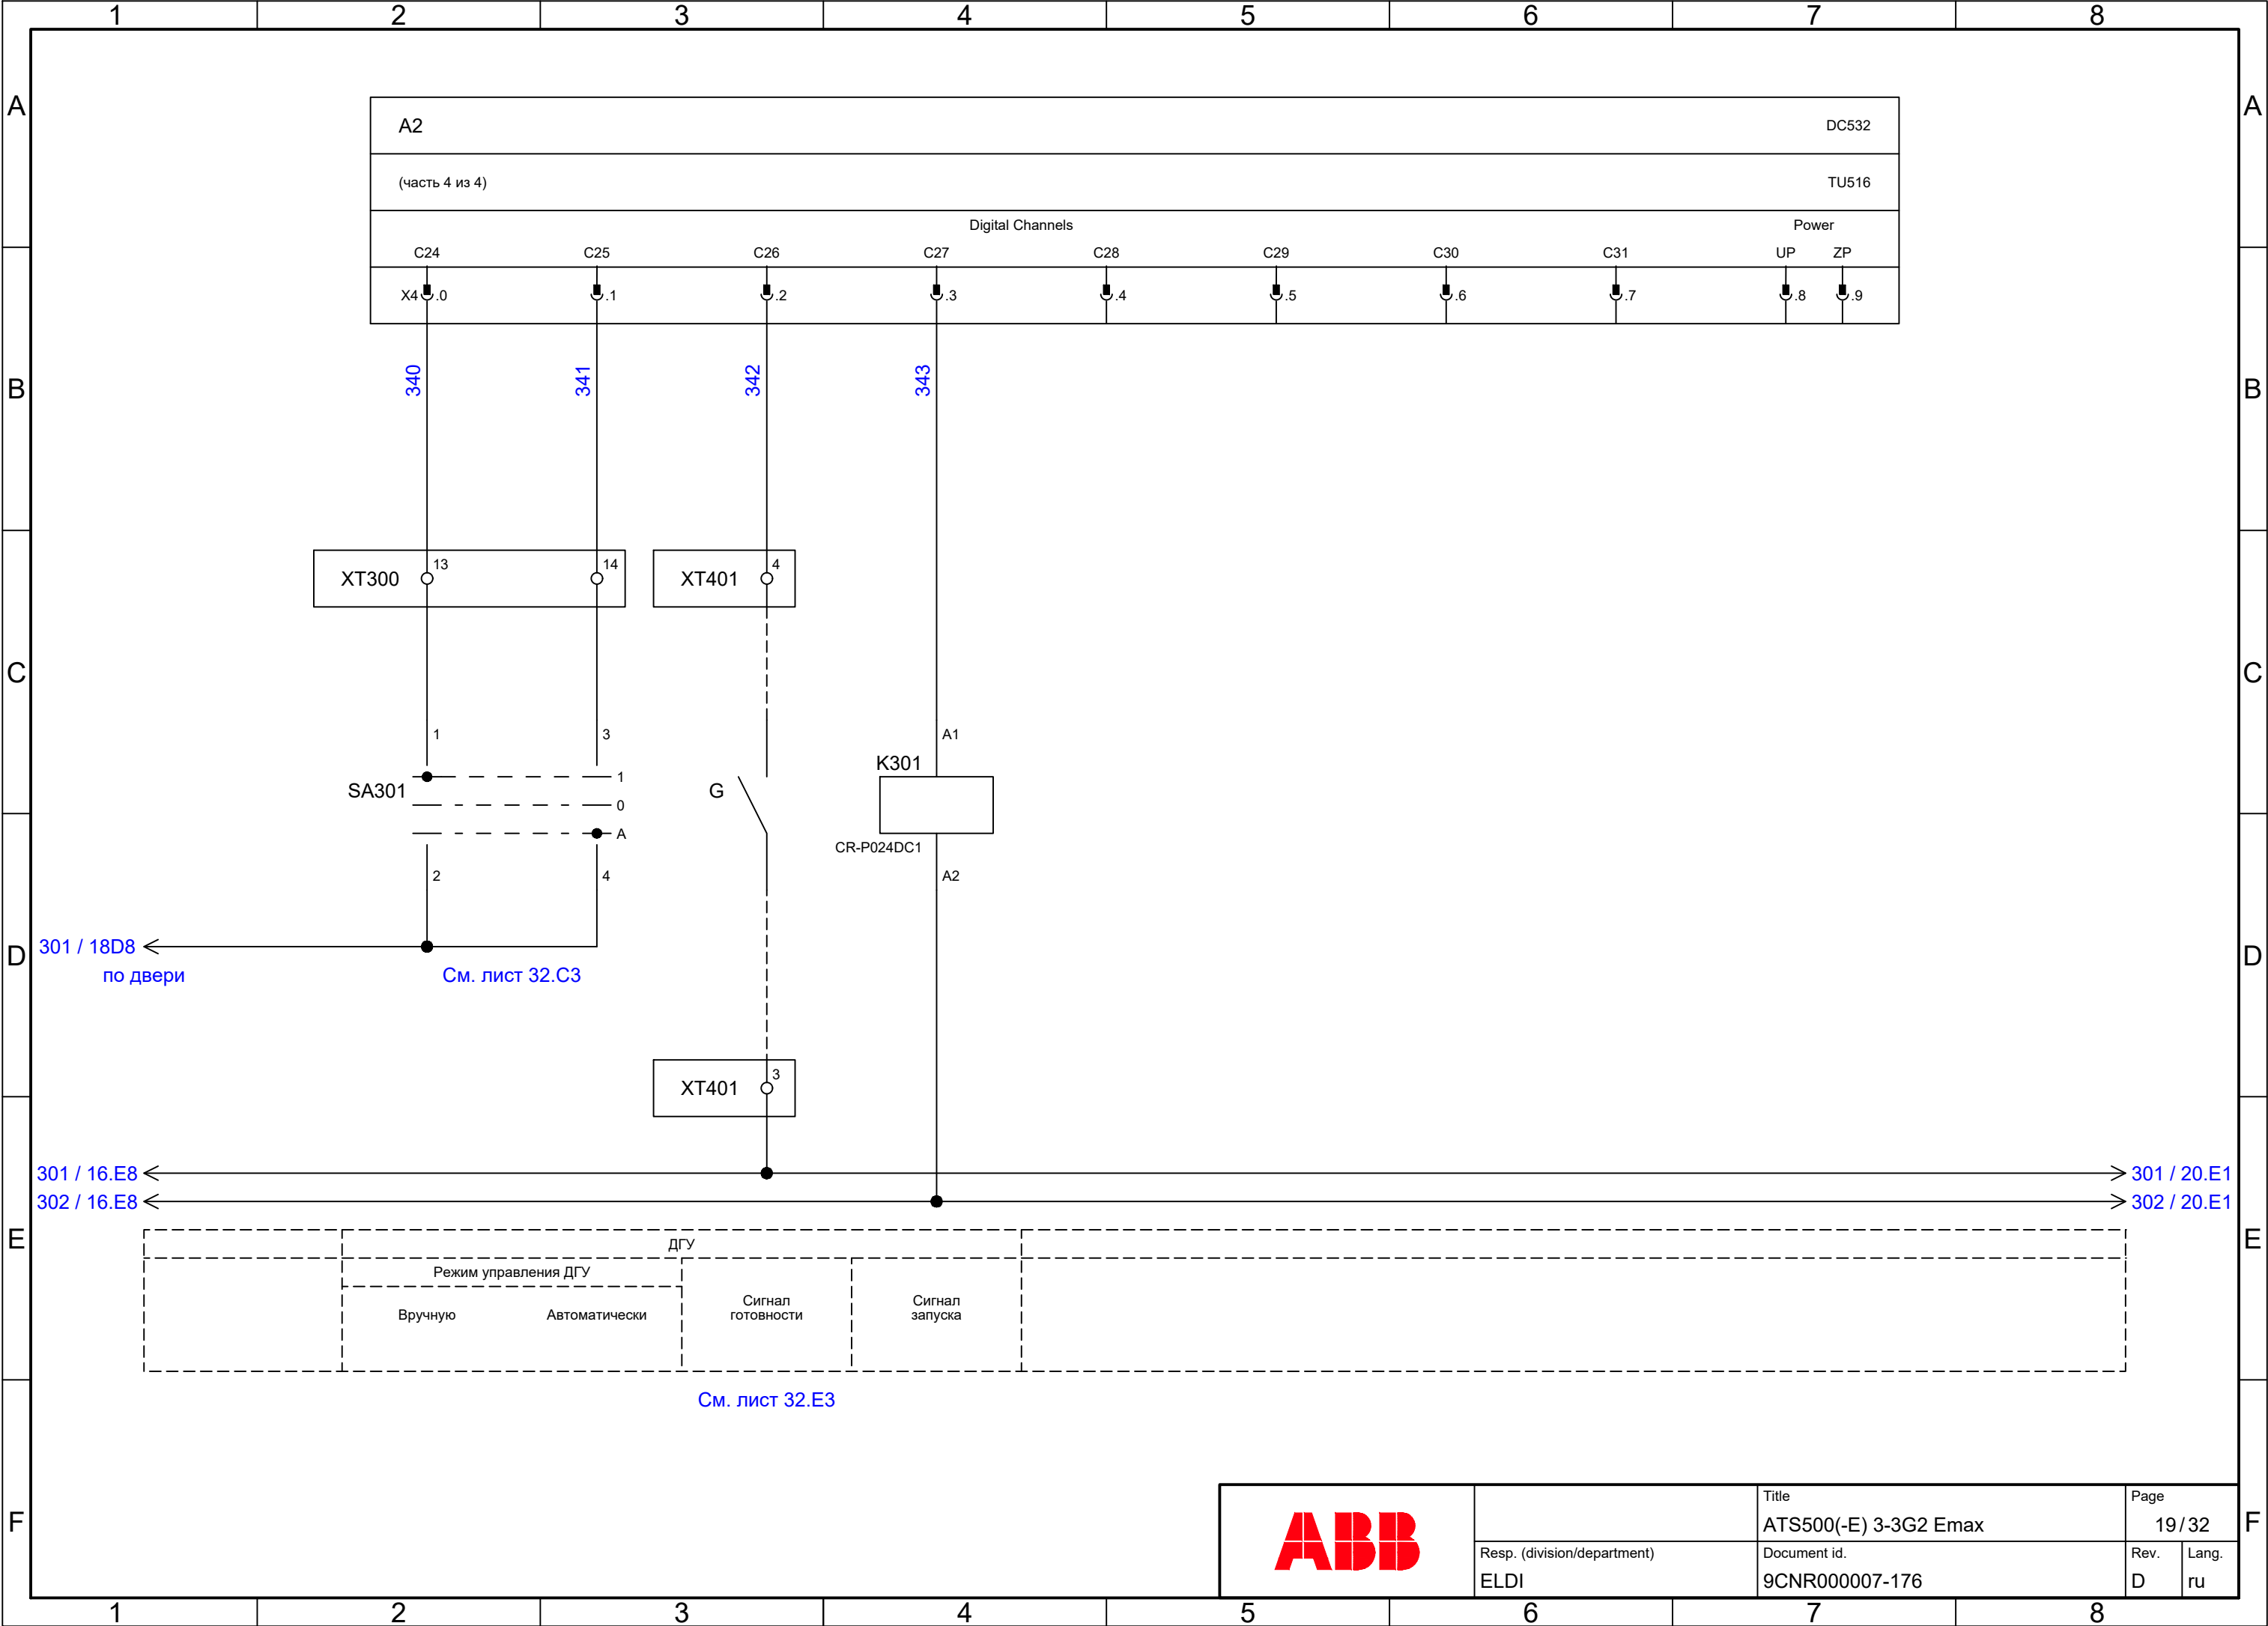 1 2 3 4 5 6 7 8
A A
A2 DC532
(часть 4 из 4) TU516
Digital Channels Power
C24 C25 C26 C27 C28 C29 C30 C31 UP ZP
X4 .0 .1 .2 .3 .4 .5 .6 .7 .8 .9
340 341 342 343
B B
XT300 13 14 XT401 4
C C
1 3 A1
K301
1
SA301 G
0
A
CR-P024DC1
2 4 A2
301 / 18D8
D D
по двери См. лист 32.C3
XT401 3
301 / 16.E8 301 / 20.E1
302 / 16.E8 302 / 20.E1
E E
ДГУ
Режим управления ДГУ
Вручную Автоматически
Сигнал
готовности
Сигнал
запуска
См. лист 32.E3
F F
ABB
Title
ATS500(-E) 3-3G2 Emax
Page
19/32
Resp. (division/department)
ELDI
Document id.
9CNR000007-176
Rev.
D
Lang.
ru
1 2 3 4 5 6 7 8